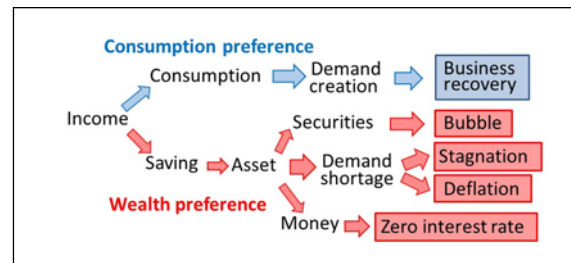 Consumption preference
Consumption
Demand
creation
Business
recovery
Income
Securities
Bubble
Saving
Asset
Demand
shortage
Stagnation
Deflation
Wealth preference
Money
Zero interest rate